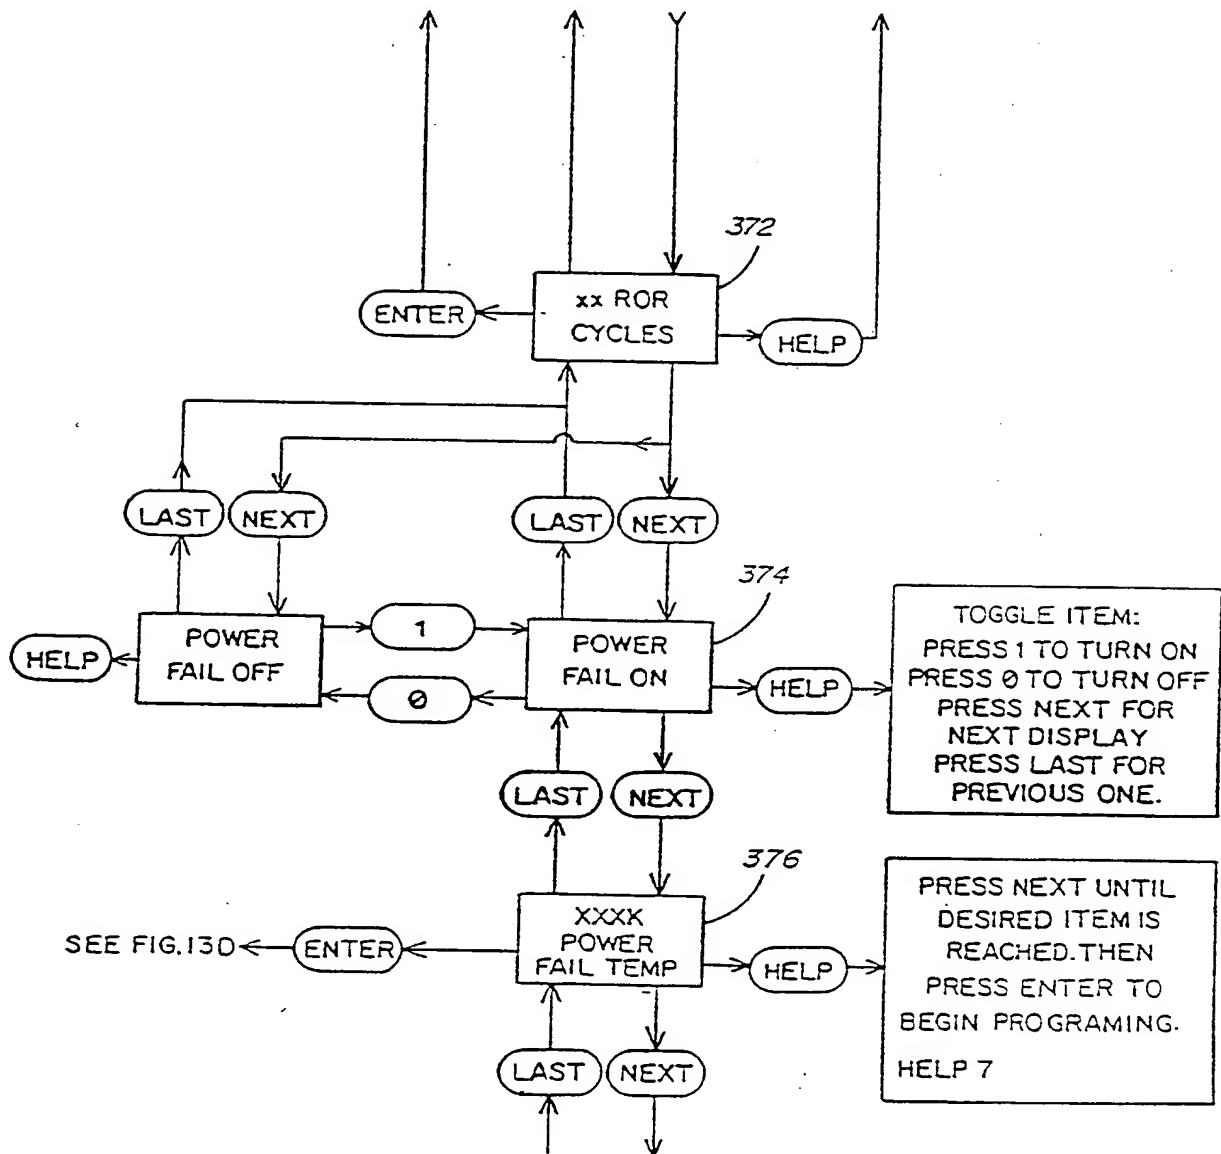 Y
372
xx ROR
CYCLES
ENTER
HELP
LAST
NEXT
LAST
NEXT
374
POWER
FAIL OFF
1
0
POWER
FAIL ON
HELP
HELP
TOGGLE ITEM:
PRESS 1 TO TURN ON
PRESS 0 TO TURN OFF
PRESS NEXT FOR
NEXT DISPLAY
PRESS LAST FOR
PREVIOUS ONE.
LAST
NEXT
376
XXXK
POWER
FAIL TEMP
SEE FIG.13D
ENTER
HELP
PRESS NEXT UNTIL
DESIRED ITEM IS
REACHED.THEN
PRESS ENTER TO
BEGIN PROGRAMING.
HELP 7
LAST
NEXT